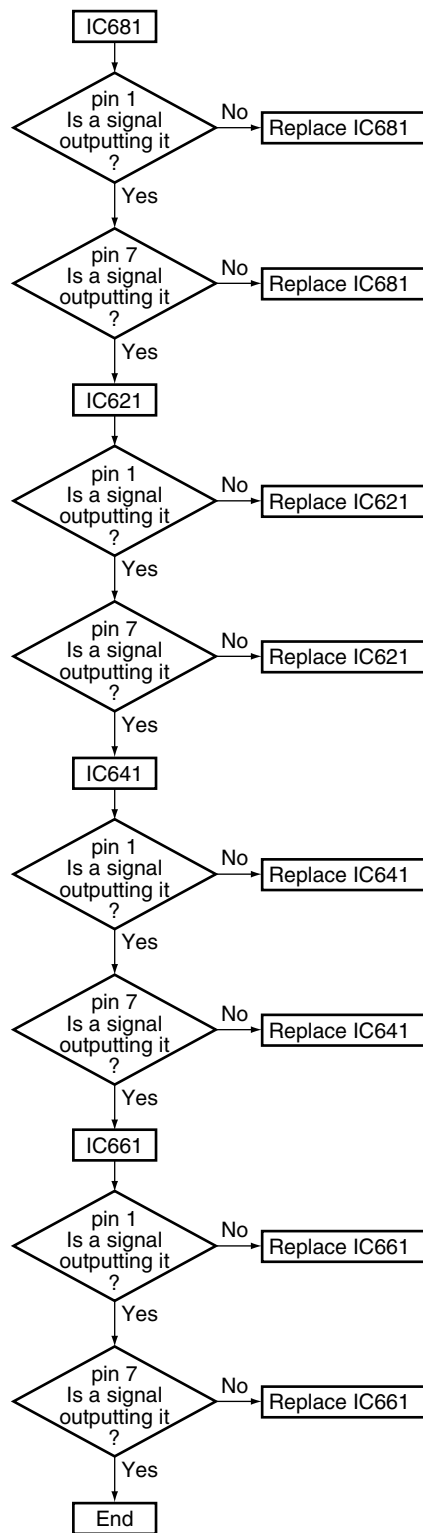 IC681
pin 1
Is a signal
outputting it
?
No
Replace IC681
Yes
pin 7
Is a signal
outputting it
?
No
Replace IC681
Yes
IC621
pin 1
Is a signal
outputting it
?
No
Replace IC621
Yes
pin 7
Is a signal
outputting it
?
No
Replace IC621
Yes
IC641
pin 1
Is a signal
outputting it
?
No
Replace IC641
Yes
pin 7
Is a signal
outputting it
?
No
Replace IC641
Yes
IC661
pin 1
Is a signal
outputting it
?
No
Replace IC661
Yes
pin 7
Is a signal
outputting it
?
No
Replace IC661
Yes
End